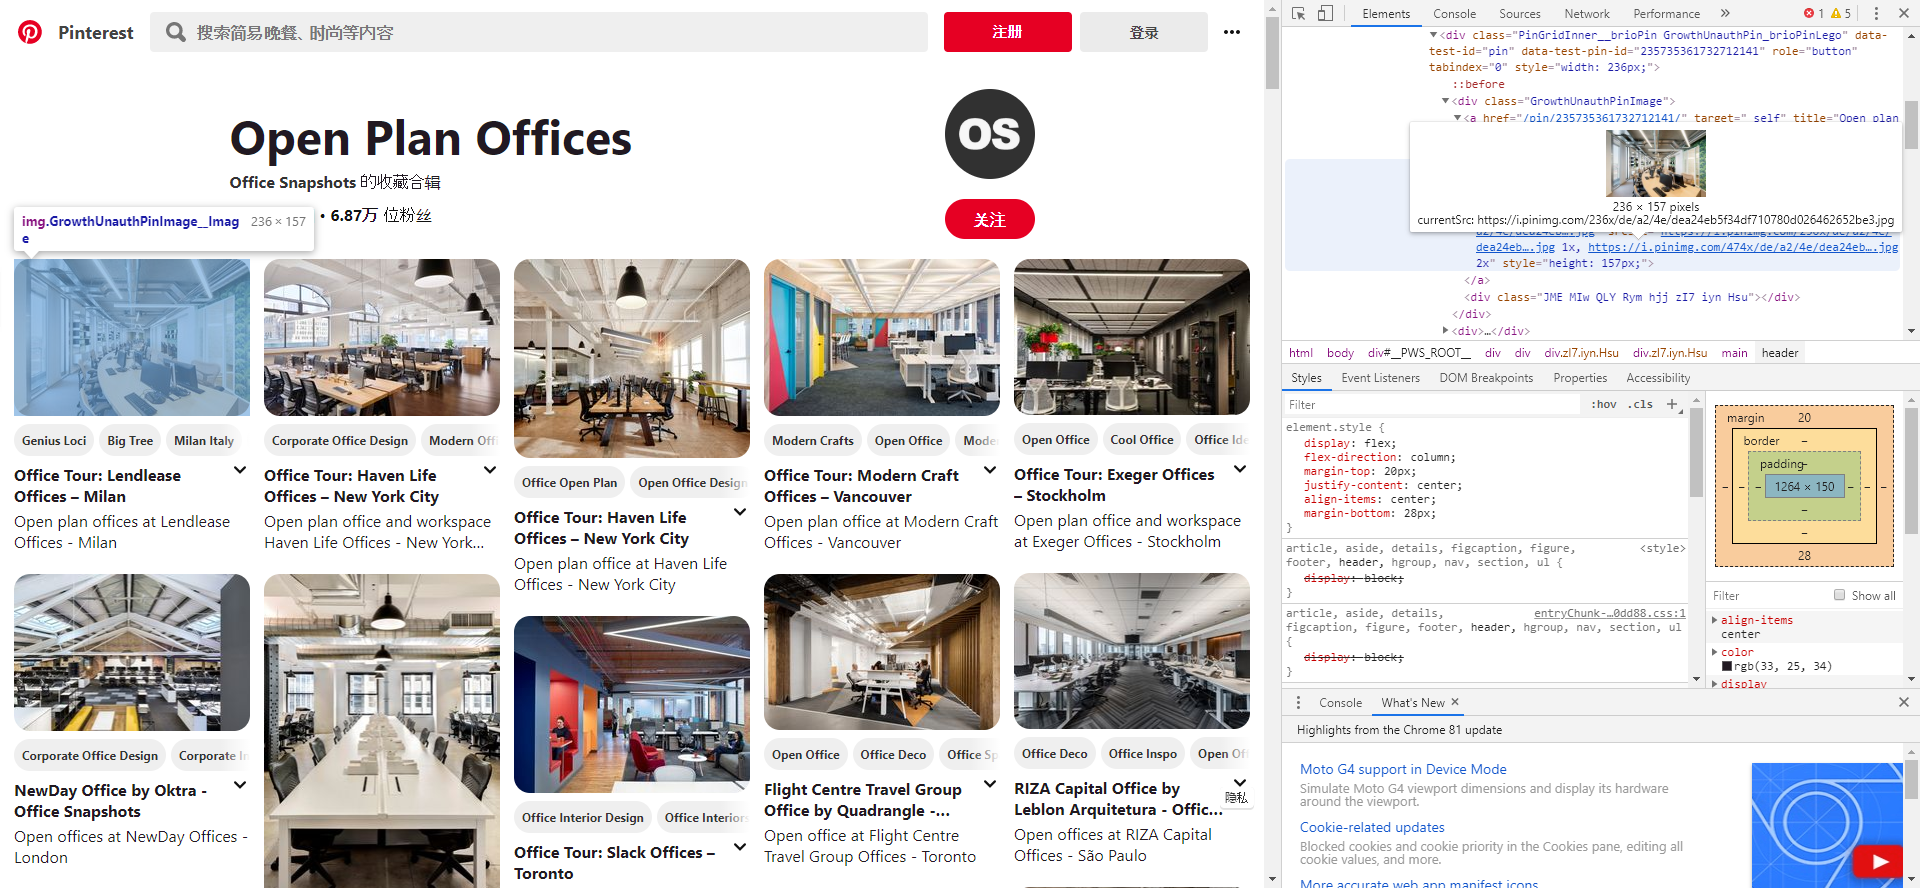 Pinterest
搜索简易晚餐、时尚等内容
注册
登录
Open Plan Offices
Office Snapshots 的收藏合辑
• 6.87万 位粉丝
OS
关注
img.GrowthUnauthPinImage__Imag
e
236 × 157
Genius Loci
Big Tree
Milan Italy
Office Tour: Lendlease
Offices – Milan
Open plan offices at Lendlease
Offices - Milan
Corporate Office Design
Modern Offi
Office Tour: Haven Life
Offices – New York City
Open plan office and workspace
Haven Life Offices - New York...
Office Open Plan
Open Office Design
Office Tour: Haven Life
Offices – New York City
Open plan office at Haven Life
Offices - New York City
Modern Crafts
Open Office
Mode
Office Tour: Modern Craft
Offices – Vancouver
Open plan office at Modern Craft
Offices - Vancouver
Open Office
Cool Office
Office Ide
Office Tour: Exeger Offices
– Stockholm
Open plan office and workspace
at Exeger Offices - Stockholm
Corporate Office Design
Corporate In
NewDay Office by Oktra -
Office Snapshots
Open offices at NewDay Offices -
London
Office Interior Design
Office Interiors
Office Tour: Slack Offices –
Toronto
Open Office
Office Deco
Office Sp
Flight Centre Travel Group
Office by Quadrangle -...
Open office at Flight Centre
Travel Group Offices - Toronto
Office Deco
Office Inspo
Open Off
RIZA Capital Office by
Leblon Arquitetura - Offic...
Open offices at RIZA Capital
Offices - São Paulo
隐私
Elements
Console
Sources
Network
Performance
»
1
5
<div class="PinGridInner__brioPin GrowthUnauthPin_brioPinLego" data-
test-id="pin" data-test-pin-id="235735361732712141" role="button"
tabindex="0" style="width: 236px;">
::before
<div class="GrowthUnauthPinImage">
<a href="/pin/235735361732712141/" target="_self" title="Open plan
236 × 157 pixels
currentSrc: https://i.pinimg.com/236x/de/a2/4e/dea24eb5f34df710780d026462652be3.jpg
dea24eb….jpg 1x, https://i.pinimg.com/474x/de/a2/4e/dea24eb….jpg
2x" style="height: 157px;">
</a>
<div class="JME MIw QLY Rym hjj zI7 iyn Hsu"></div>
</div>
<div>…</div>
html
body
div#__PWS_ROOT__
div
div
div.zI7.iyn.Hsu
div.zI7.iyn.Hsu
main
header
Styles
Event Listeners
DOM Breakpoints
Properties
Accessibility
Filter
:hov
.cls
+
element.style {
display: flex;
flex-direction: column;
margin-top: 20px;
justify-content: center;
align-items: center;
margin-bottom: 28px;
}
article, aside, details, figcaption, figure,
footer, header, hgroup, nav, section, ul {
<style>
display: block;
}
article, aside, details,
entryChunk-…0dd88.css:1
figcaption, figure, footer, header, hgroup, nav, section, ul
{
display: block;
}
margin
20
border
–
padding
–
1264 × 150
28
Filter
Show all
align-items
center
color
rgb(33, 25, 34)
display
Console
What's New
Highlights from the Chrome 81 update
Moto G4 support in Device Mode
Simulate Moto G4 viewport dimensions and display its hardware
around the viewport.
Cookie-related updates
Blocked cookies and cookie priority in the Cookies pane, editing all
cookie values, and more.
More accurate web app manifest icons